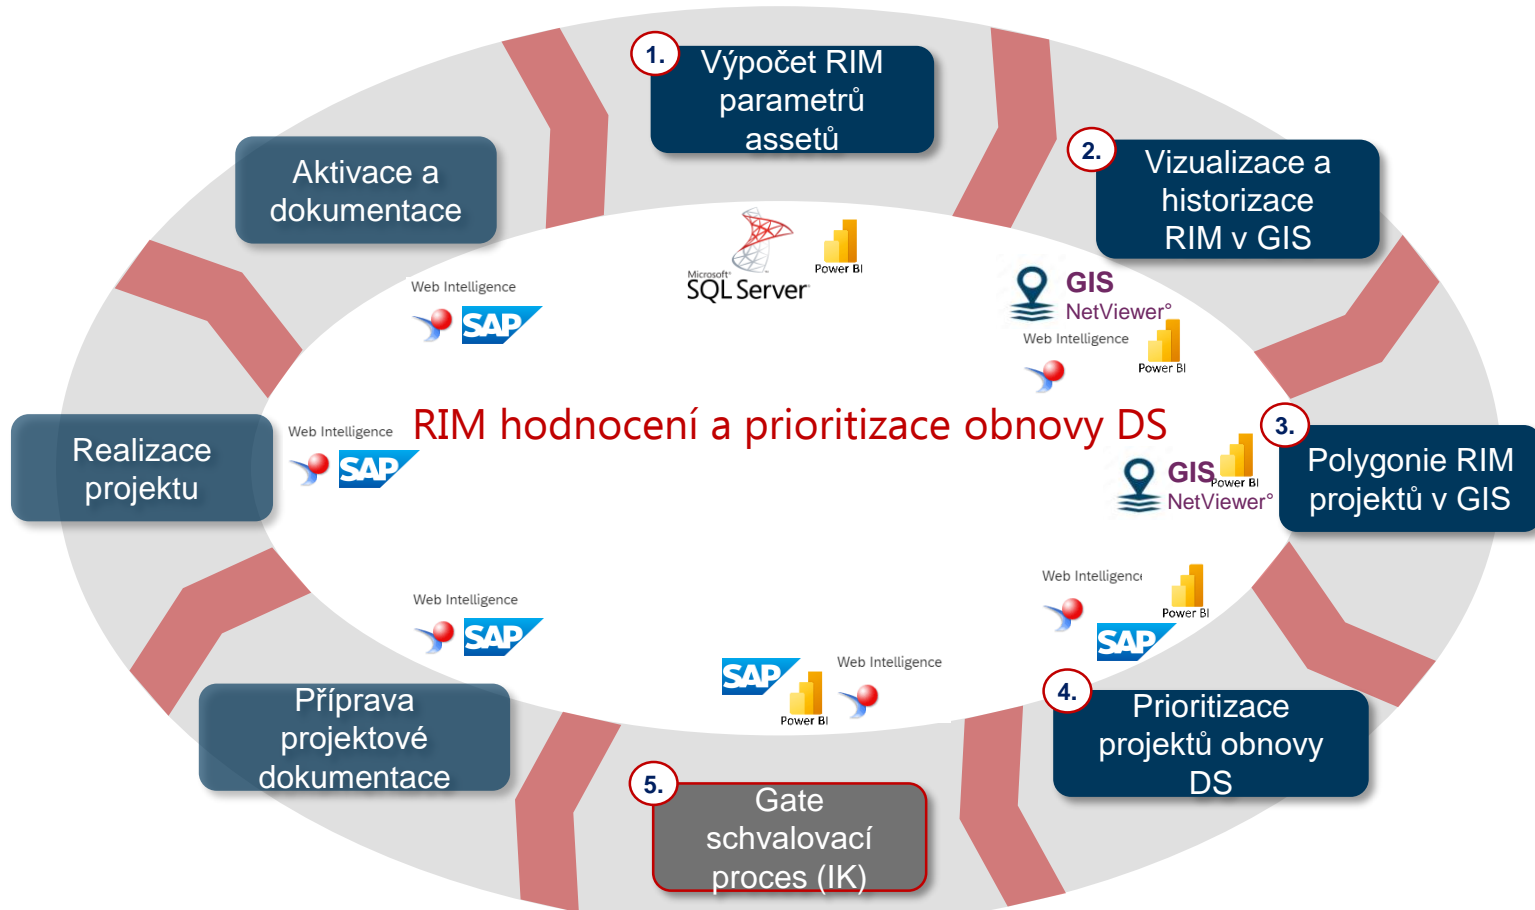 1.
Výpočet RIM
parametrů
assetů
2.
Vizualizace a
historizace
RIM v GIS
Aktivace a
dokumentace
Microsoft®
SQL Server®
Power BI
GIS
NetViewer°
Web Intelligence
Power BI
Web Intelligence
SAP
RIM hodnocení a prioritizace obnovy DS
3.
Polygonie RIM
projektů v GIS
GIS
Power BI
NetViewer°
Realizace
projektu
Web Intelligence
SAP
Web Intelligence
Power BI
SAP
Web Intelligence
SAP
SAP
Power BI
Web Intelligence
4.
Prioritizace
projektů obnovy
DS
Příprava
projektové
dokumentace
5.
Gate
schvalovací
proces (IK)